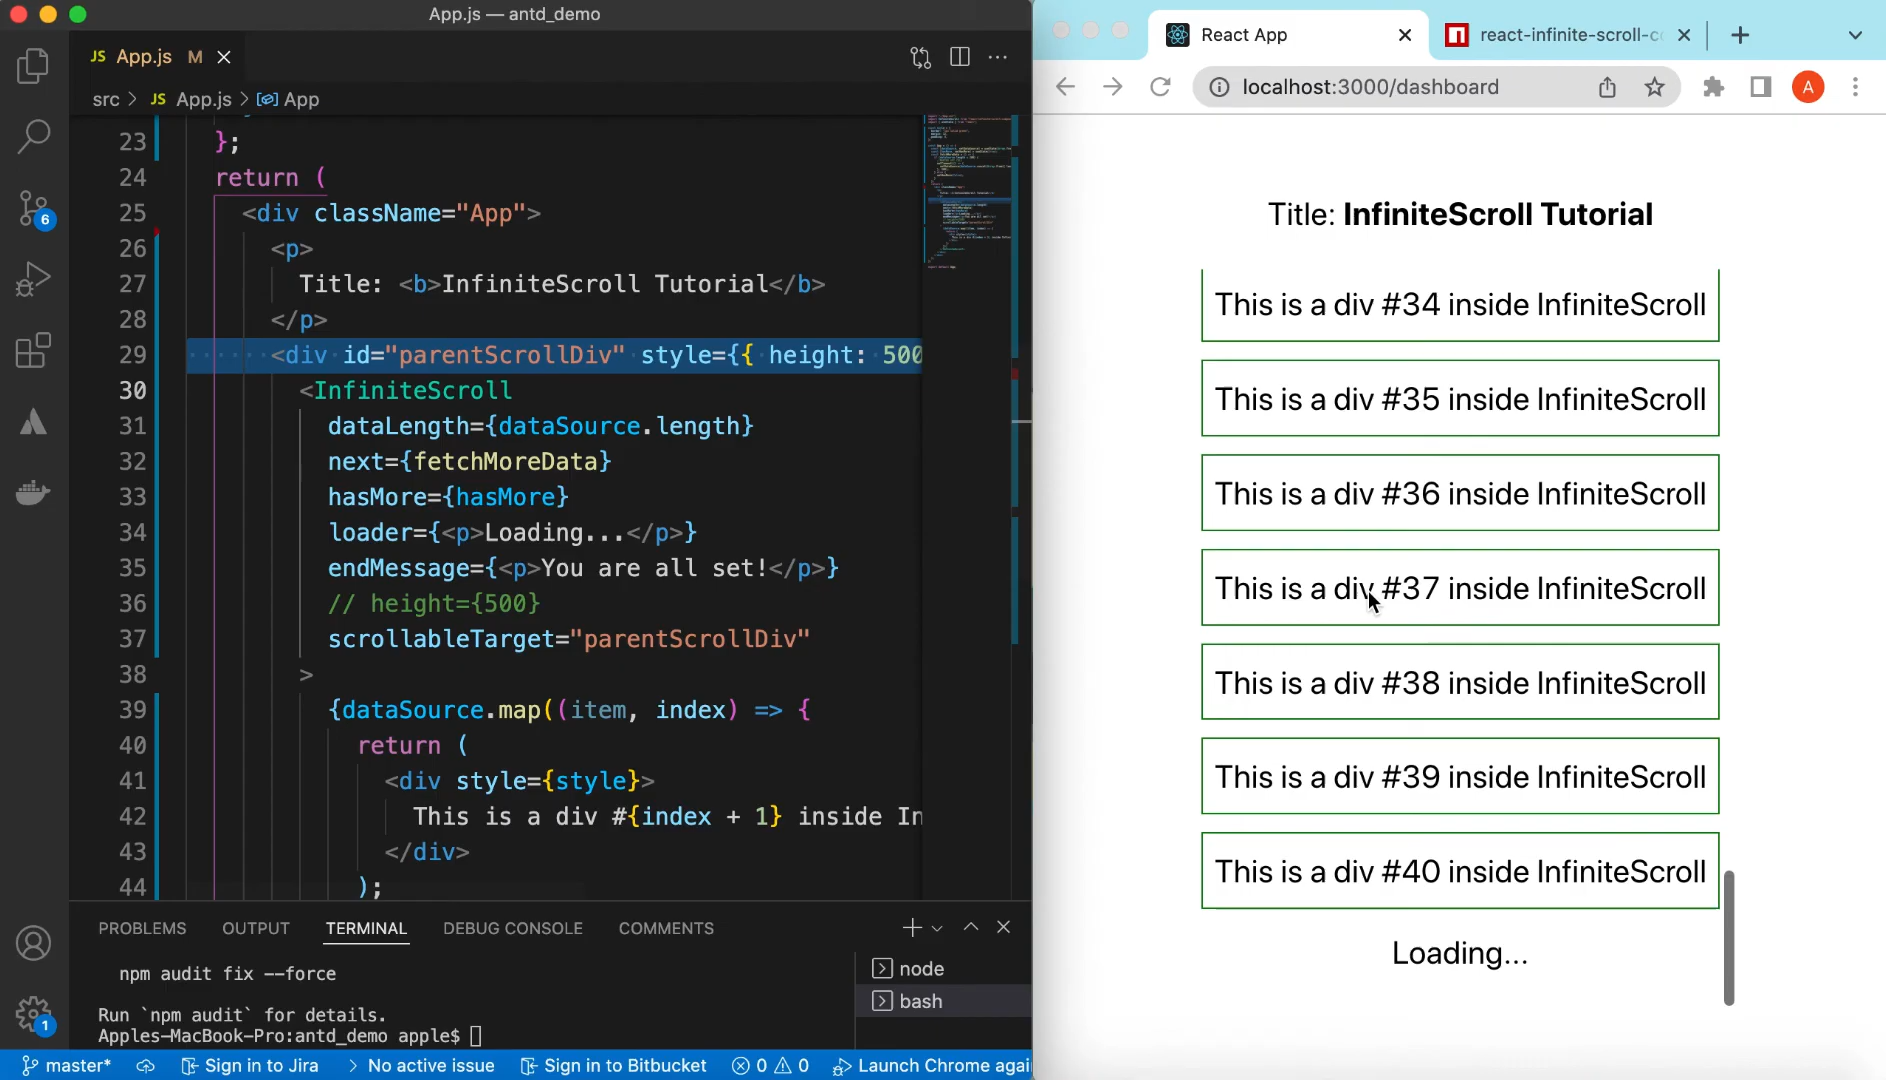 App.js — antd_demo
JS App.js M
src > JS App.js > App
23 };
24 return (
25 <div className="App">
26 <p>
27 Title: <b>InfiniteScroll Tutorial</b>
28 </p>
29 <div id="parentScrollDiv" style={{ height: 500
30 <InfiniteScroll
31 dataLength={dataSource.length}
32 next={fetchMoreData}
33 hasMore={hasMore}
34 loader={<p>Loading...</p>}
35 endMessage={<p>You are all set!</p>}
36 // height={500}
37 scrollableTarget="parentScrollDiv"
38 >
39 {dataSource.map((item, index) => {
40 return (
41 <div style={style}>
42 This is a div #{index + 1} inside In
43 </div>
44 );
6
1
PROBLEMS OUTPUT TERMINAL DEBUG CONSOLE COMMENTS
npm audit fix --force
Run `npm audit` for details.
Apples-MacBook-Pro:antd_demo apple$
node
bash
master* Sign in to Jira > No active issue Sign in to Bitbucket 0 0 Launch Chrome agai
React App
react-infinite-scroll-co
localhost:3000/dashboard
A
Title: InfiniteScroll Tutorial
This is a div #34 inside InfiniteScroll
This is a div #35 inside InfiniteScroll
This is a div #36 inside InfiniteScroll
This is a div #37 inside InfiniteScroll
This is a div #38 inside InfiniteScroll
This is a div #39 inside InfiniteScroll
This is a div #40 inside InfiniteScroll
Loading...